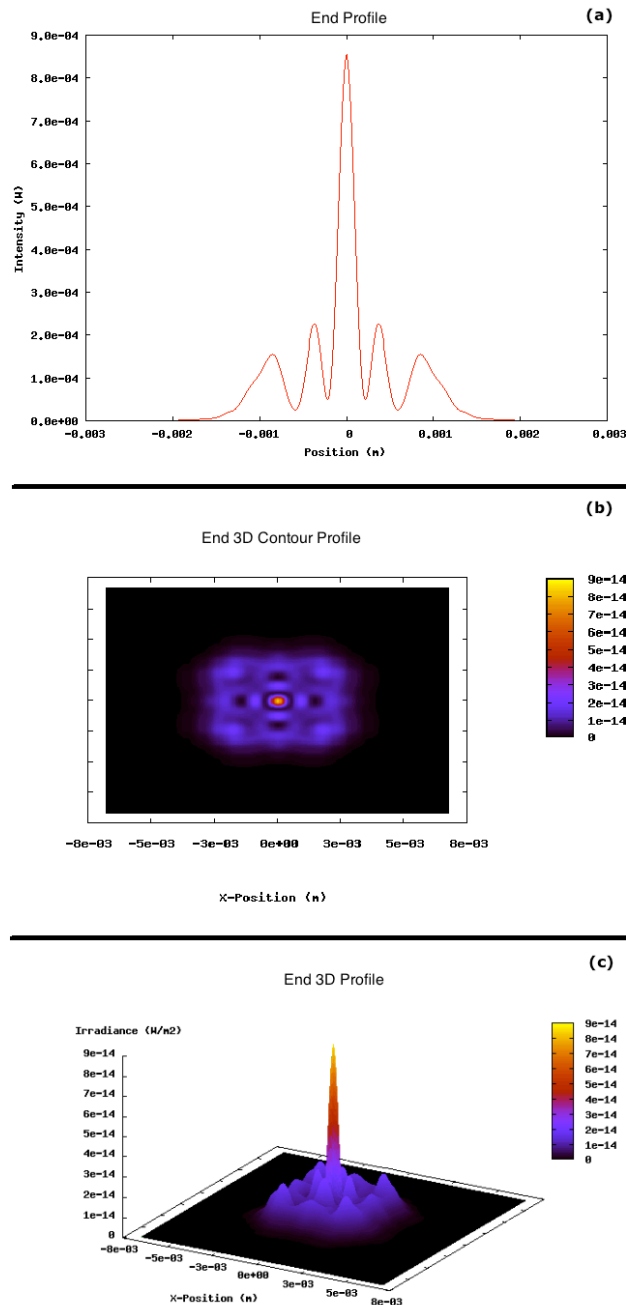 (a)
End Profile
9.0e-04
8.0e-04
7.0e-04
6.0e-04
5.0e-04
4.0e-04
3.0e-04
2.0e-04
1.0e-04
0.0e+00
Intensity (W)
-0.003 -0.002 -0.001 0 0.001 0.002 0.003
Position (m)
(b)
End 3D Contour Profile
9e-14
8e-14
7e-14
6e-14
5e-14
4e-14
3e-14
2e-14
1e-14
0
-8e-03 -5e-03 -3e-03 0e+00 3e-03 5e-03 8e-03
X-Position (m)
(c)
End 3D Profile
Irradiance (W/m2)
9e-14
8e-14
7e-14
6e-14
5e-14
4e-14
3e-14
2e-14
1e-14
0
9e-14
8e-14
7e-14
6e-14
5e-14
4e-14
3e-14
2e-14
1e-14
0
-8e-03 -5e-03 -3e-03 0e+00 3e-03 5e-03 8e-03
X-Position (m)